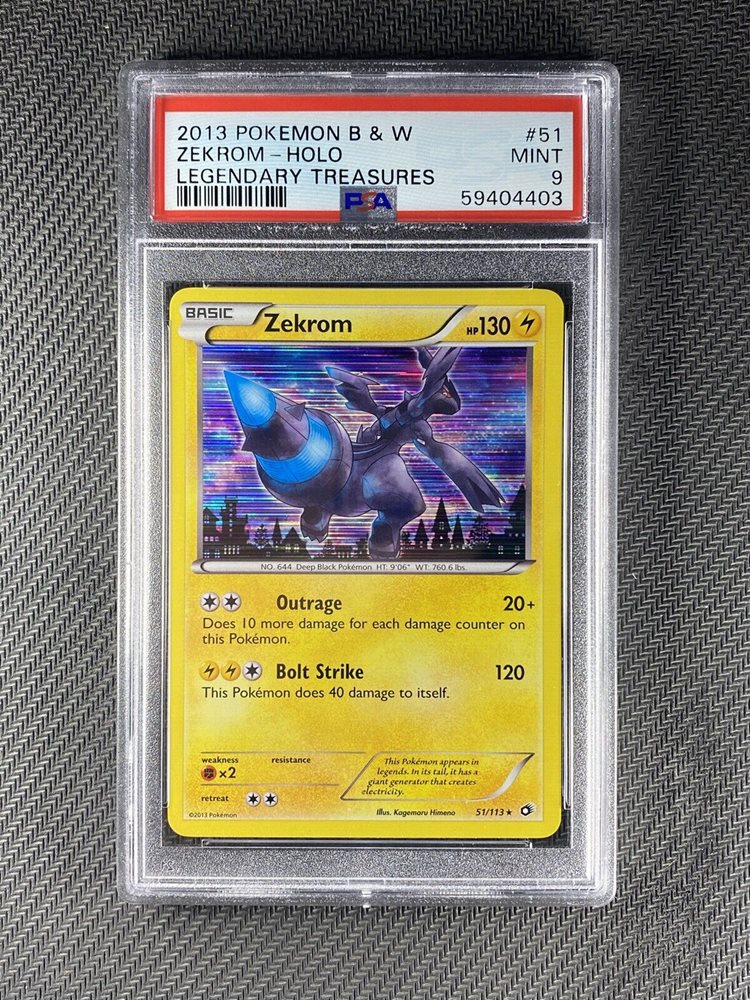 2013 POKEMON B & W #51
ZEKROM - HOLO MINT
LEGENDARY TREASURES 9
PSA 59404403
BASIC Zekrom HP130
NO. 644 Deep Black Pokémon HT: 9'06" WT: 760.6 lbs.
Outrage 20+
Does 10 more damage for each damage counter on
this Pokémon.
Bolt Strike 120
This Pokémon does 40 damage to itself.
weakness resistance
×2
retreat
This Pokémon appears in
legends. In its tail, it has a
giant generator that creates
electricity.
Illus. Kagemaru Himeno 51/113★
©2013 Pokémon